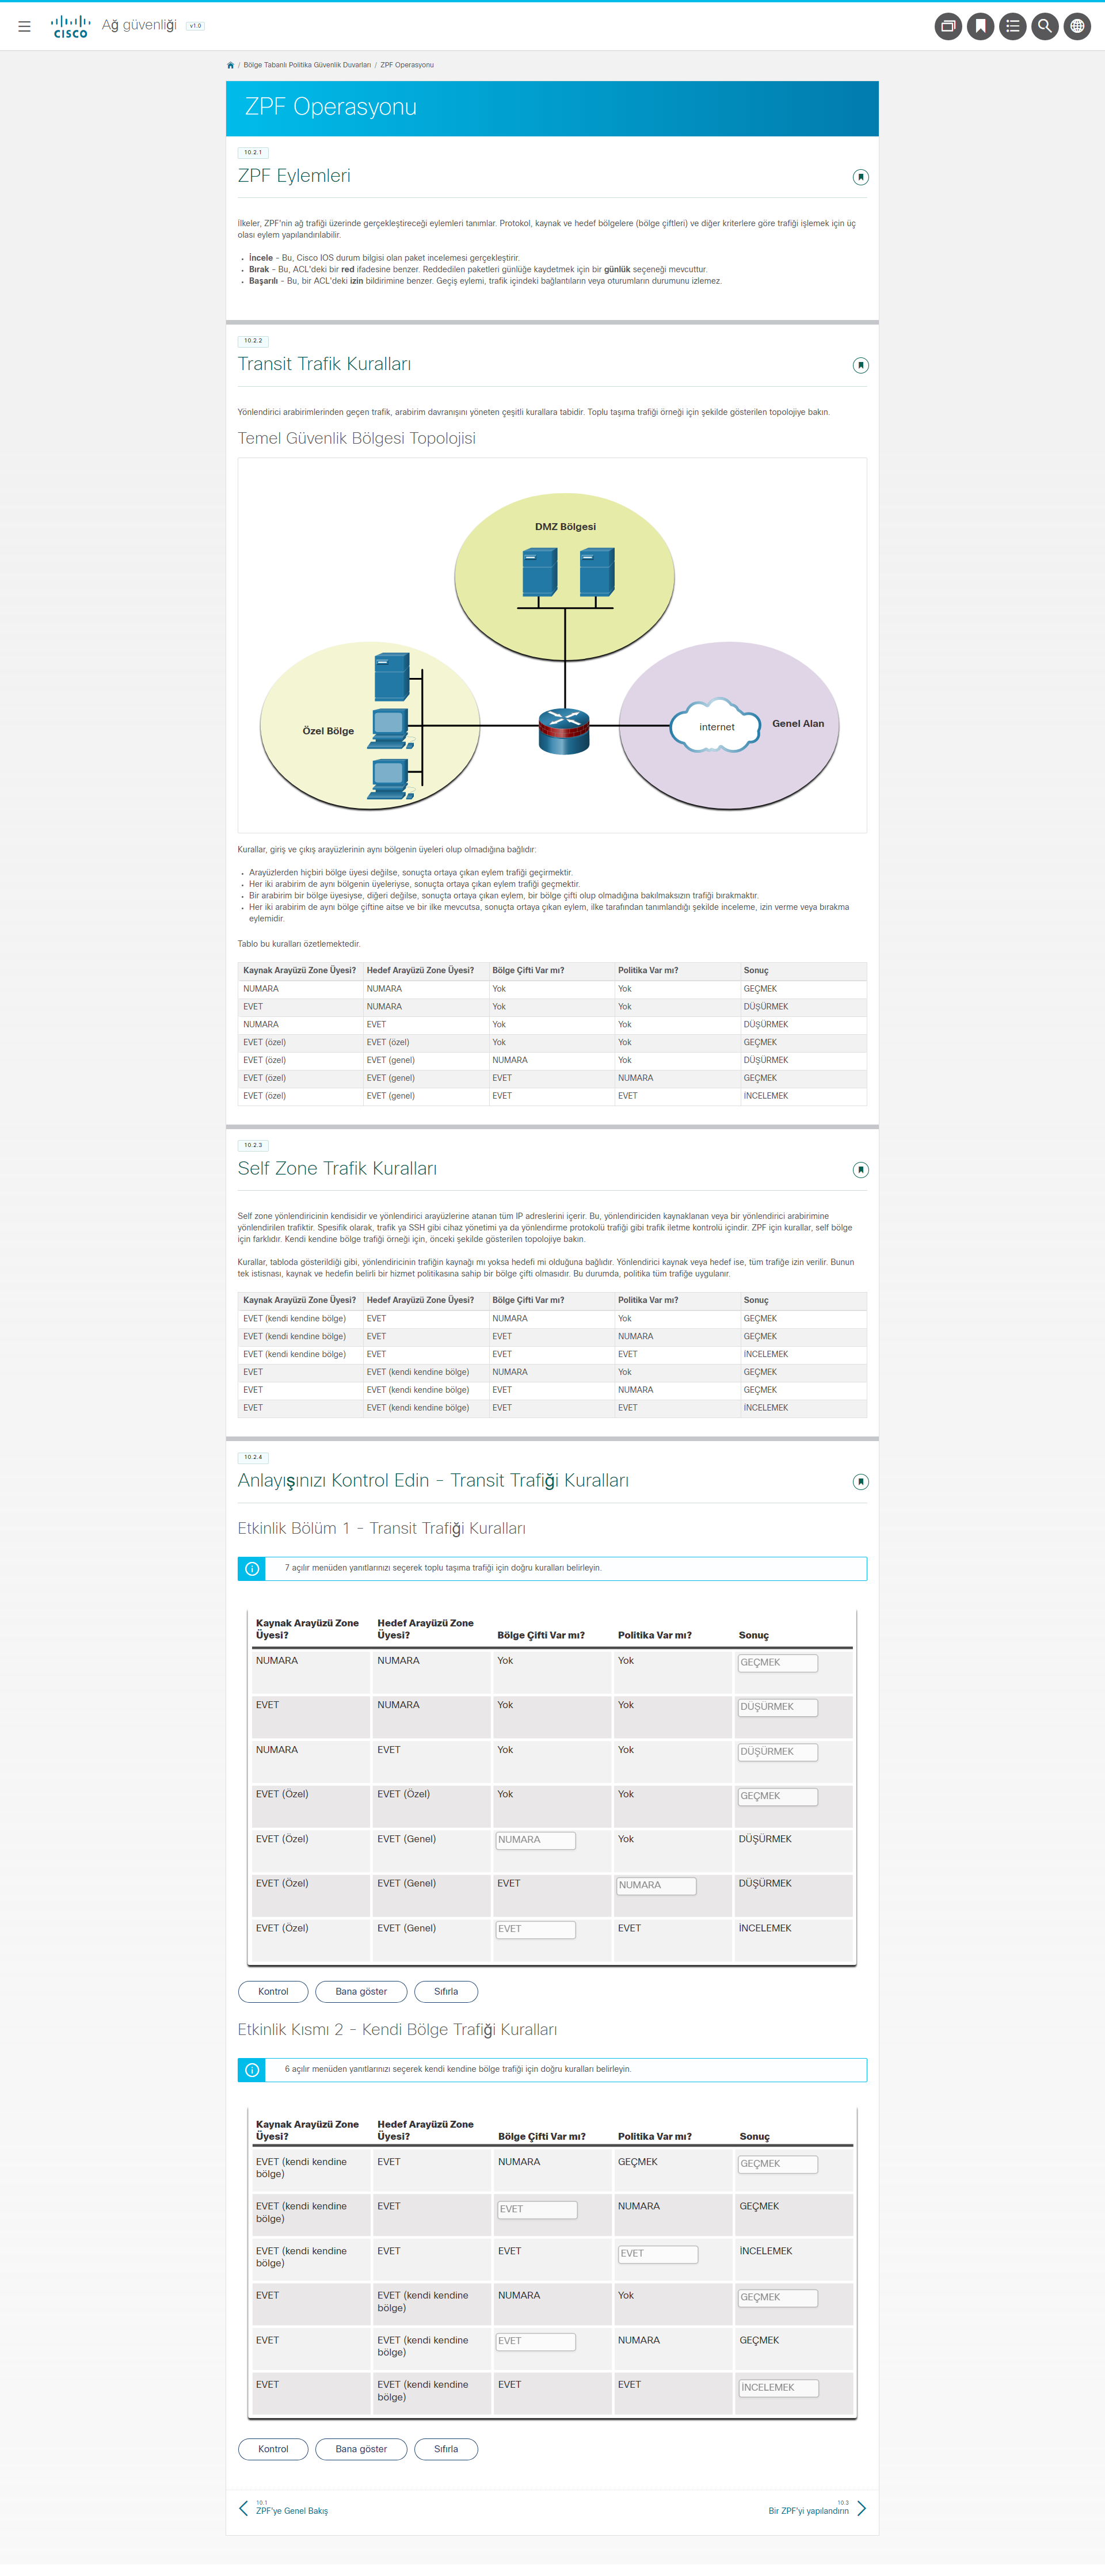 CISCO
Ağ güvenliği v1.0
/ Bölge Tabanlı Politika Güvenlik Duvarları / ZPF Operasyonu
ZPF Operasyonu
10.2.1
ZPF Eylemleri
İlkeler, ZPF'nin ağ trafiği üzerinde gerçekleştireceği eylemleri tanımlar. Protokol, kaynak ve hedef bölgelere (bölge çiftleri) ve diğer kriterlere göre trafiği işlemek için üç
olası eylem yapılandırılabilir.
• İncele - Bu, Cisco IOS durum bilgisi olan paket incelemesi gerçekleştirir.
• Bırak - Bu, ACL'deki bir red ifadesine benzer. Reddedilen paketleri günlüğe kaydetmek için bir günlük seçeneği mevcuttur.
• Başarılı - Bu, bir ACL'deki izin bildirimine benzer. Geçiş eylemi, trafik içindeki bağlantıların veya oturumların durumunu izlemez.
10.2.2
Transit Trafik Kuralları
Yönlendirici arabirimlerinden geçen trafik, arabirim davranışını yöneten çeşitli kurallara tabidir. Toplu taşıma trafiği örneği için şekilde gösterilen topolojiye bakın.
Temel Güvenlik Bölgesi Topolojisi
DMZ Bölgesi
Özel Bölge
internet
Genel Alan
Kurallar, giriş ve çıkış arayüzlerinin aynı bölgenin üyeleri olup olmadığına bağlıdır:
• Arayüzlerden hiçbiri bölge üyesi değilse, sonuçta ortaya çıkan eylem trafiği geçirmektir.
• Her iki arabirim de aynı bölgenin üyeleriyse, sonuçta ortaya çıkan eylem trafiği geçmektir.
• Bir arabirim bir bölge üyesiyse, diğeri değilse, sonuçta ortaya çıkan eylem, bir bölge çifti olup olmadığına bakılmaksızın trafiği bırakmaktır.
• Her iki arabirim de aynı bölge çiftine aitse ve bir ilke mevcutsa, sonuçta ortaya çıkan eylem, ilke tarafından tanımlandığı şekilde inceleme, izin verme veya bırakma
eylemidir.
Tablo bu kuralları özetlemektedir.
Kaynak Arayüzü Zone Üyesi? Hedef Arayüzü Zone Üyesi? Bölge Çifti Var mı? Politika Var mı? Sonuç
NUMARA NUMARA Yok Yok GEÇMEK
EVET NUMARA Yok Yok DÜŞÜRMEK
NUMARA EVET Yok Yok DÜŞÜRMEK
EVET (özel) EVET (özel) Yok Yok GEÇMEK
EVET (özel) EVET (genel) NUMARA Yok DÜŞÜRMEK
EVET (özel) EVET (genel) EVET NUMARA GEÇMEK
EVET (özel) EVET (genel) EVET EVET İNCELEMEK
10.2.3
Self Zone Trafik Kuralları
Self zone yönlendiricinin kendisidir ve yönlendirici arayüzlerine atanan tüm IP adreslerini içerir. Bu, yönlendiriciden kaynaklanan veya bir yönlendirici arabirimine
yönlendirilen trafiktir. Spesifik olarak, trafik ya SSH gibi cihaz yönetimi ya da yönlendirme protokolü trafiği gibi trafik iletme kontrolü içindir. ZPF için kurallar, self bölge
için farklıdır. Kendi kendine bölge trafiği örneği için, önceki şekilde gösterilen topolojiye bakın.
Kurallar, tabloda gösterildiği gibi, yönlendiricinin trafiğin kaynağı mı yoksa hedefi mi olduğuna bağlıdır. Yönlendirici kaynak veya hedef ise, tüm trafiğe izin verilir. Bunun
tek istisnası, kaynak ve hedefin belirli bir hizmet politikasına sahip bir bölge çifti olmasıdır. Bu durumda, politika tüm trafiğe uygulanır.
Kaynak Arayüzü Zone Üyesi? Hedef Arayüzü Zone Üyesi? Bölge Çifti Var mı? Politika Var mı? Sonuç
EVET (kendi kendine bölge) EVET NUMARA Yok GEÇMEK
EVET (kendi kendine bölge) EVET EVET NUMARA GEÇMEK
EVET (kendi kendine bölge) EVET EVET EVET İNCELEMEK
EVET EVET (kendi kendine bölge) NUMARA Yok GEÇMEK
EVET EVET (kendi kendine bölge) EVET NUMARA GEÇMEK
EVET EVET (kendi kendine bölge) EVET EVET İNCELEMEK
10.2.4
Anlayışınızı Kontrol Edin - Transit Trafiği Kuralları
Etkinlik Bölüm 1 - Transit Trafiği Kuralları
7 açılır menüden yanıtlarınızı seçerek toplu taşıma trafiği için doğru kuralları belirleyin.
Kaynak Arayüzü Zone Hedef Arayüzü Zone
Üyesi? Üyesi? Bölge Çifti Var mı? Politika Var mı? Sonuç
NUMARA NUMARA Yok Yok GEÇMEK
EVET NUMARA Yok Yok DÜŞÜRMEK
NUMARA EVET Yok Yok DÜŞÜRMEK
EVET (Özel) EVET (Özel) Yok Yok GEÇMEK
EVET (Özel) EVET (Genel) NUMARA Yok DÜŞÜRMEK
EVET (Özel) EVET (Genel) EVET NUMARA DÜŞÜRMEK
EVET (Özel) EVET (Genel) EVET EVET İNCELEMEK
Kontrol Bana göster Sıfırla
Etkinlik Kısmı 2 - Kendi Bölge Trafiği Kuralları
6 açılır menüden yanıtlarınızı seçerek kendi kendine bölge trafiği için doğru kuralları belirleyin.
Kaynak Arayüzü Zone Hedef Arayüzü Zone
Üyesi? Üyesi? Bölge Çifti Var mı? Politika Var mı? Sonuç
EVET (kendi kendine EVET NUMARA GEÇMEK GEÇMEK
bölge)
EVET (kendi kendine EVET EVET NUMARA GEÇMEK
bölge)
EVET (kendi kendine EVET EVET EVET İNCELEMEK
bölge)
EVET EVET (kendi kendine NUMARA Yok GEÇMEK
bölge)
EVET EVET (kendi kendine EVET NUMARA GEÇMEK
bölge)
EVET EVET (kendi kendine EVET EVET İNCELEMEK
bölge)
Kontrol Bana göster Sıfırla
10.1 10.3
ZPF'ye Genel Bakış Bir ZPF'yi yapılandırın